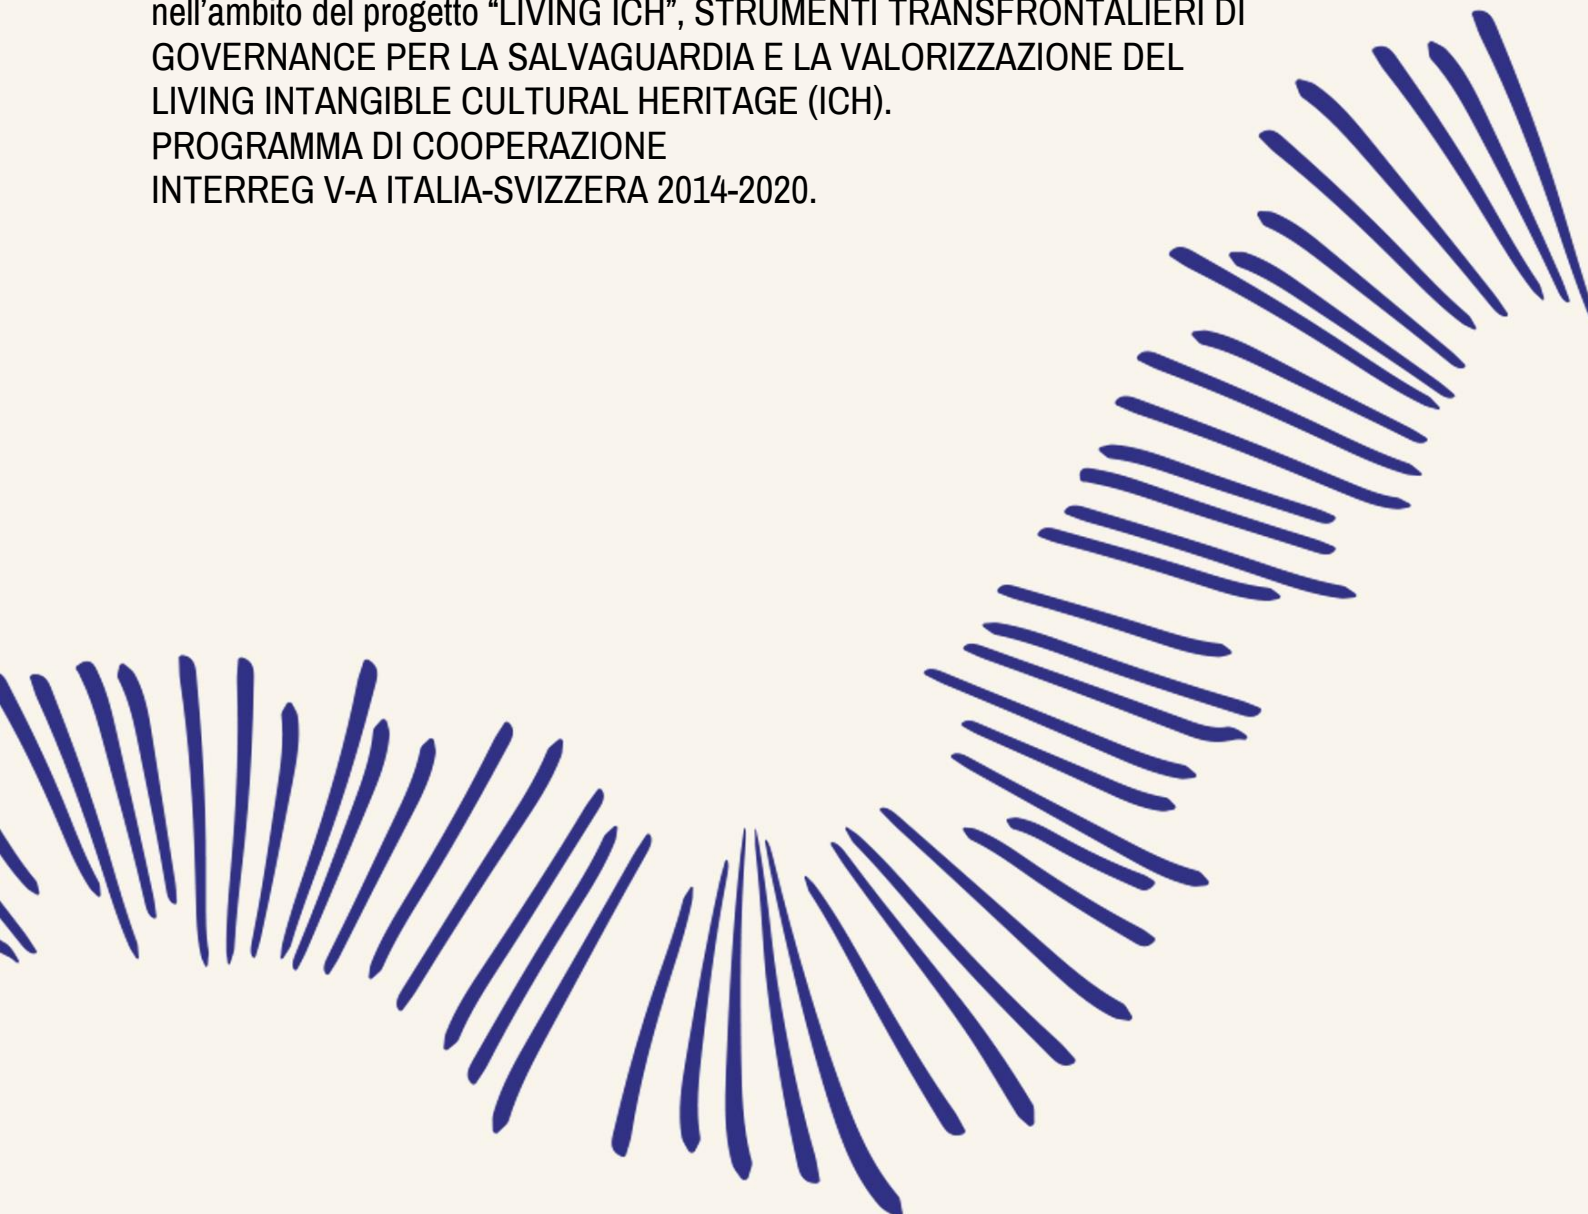 nell’ambito del progetto “LIVING ICH”, STRUMENTI TRANSFRONTALIERI DI
GOVERNANCE PER LA SALVAGUARDIA E LA VALORIZZAZIONE DEL
LIVING INTANGIBLE CULTURAL HERITAGE (ICH).
PROGRAMMA DI COOPERAZIONE
INTERREG V-A ITALIA-SVIZZERA 2014-2020.